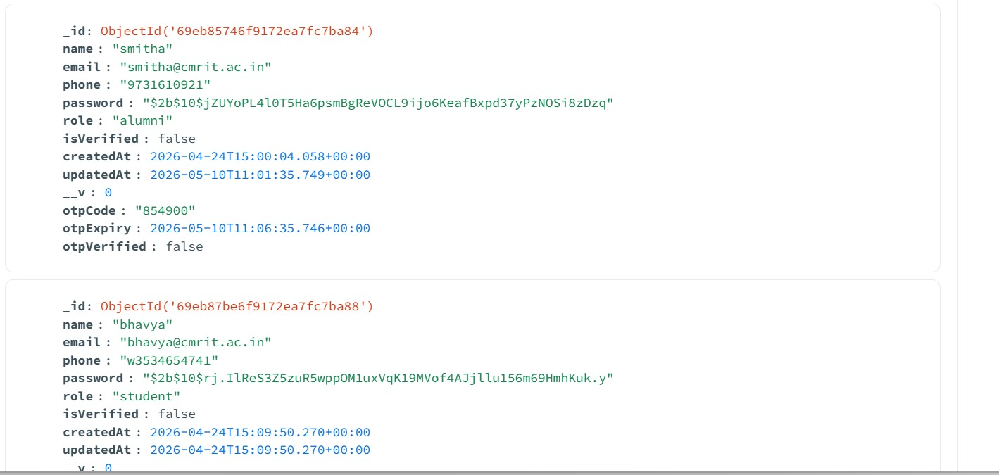 _id: ObjectId('69eb85746f9172ea7fc7ba84')
name : "smitha"
email : "smitha@cmrit.ac.in"
phone : "9731610921"
password : "$2b$10$jZUYoPL4l0T5Ha6psmBgReVOCL9ijo6KeafBxpd37yPzNOSi8zDzq"
role : "alumni"
isVerified : false
createdAt : 2026-04-24T15:00:04.058+00:00
updatedAt : 2026-05-10T11:01:35.749+00:00
__v : 0
otpCode : "854900"
otpExpiry : 2026-05-10T11:06:35.746+00:00
otpVerified : false
_id: ObjectId('69eb87be6f9172ea7fc7ba88')
name : "bhavya"
email : "bhavya@cmrit.ac.in"
phone : "w3534654741"
password : "$2b$10$rj.IlReS3Z5zuR5wppOM1uxVqK19MVof4AJjllu156m69HmhKuk.y"
role : "student"
isVerified : false
createdAt : 2026-04-24T15:09:50.270+00:00
updatedAt : 2026-04-24T15:09:50.270+00:00
__v : 0